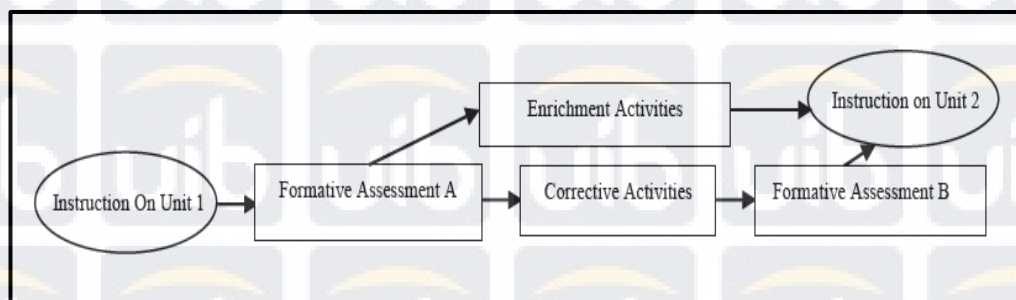 Enrichment Activities
Instruction on Unit 2
Instruction On Unit 1
Formative Assessment A
Corrective Activities
Formative Assessment B